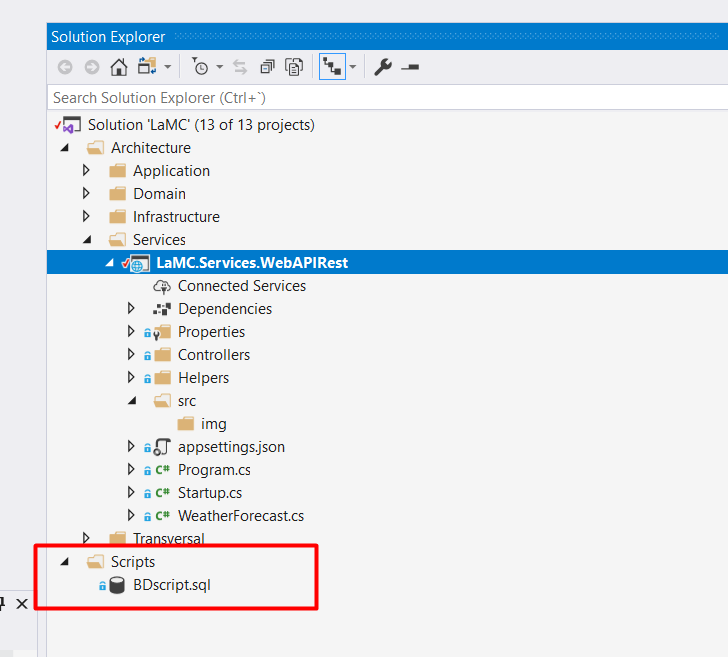 Solution Explorer
Search Solution Explorer (Ctrl+`)
Solution 'LaMC' (13 of 13 projects)
Architecture
Application
Domain
Infrastructure
Services
LaMC.Services.WebAPIRest
Connected Services
Dependencies
Properties
Controllers
Helpers
src
img
appsettings.json
C# Program.cs
C# Startup.cs
C# WeatherForecast.cs
Transversal
Scripts
BDscript.sql